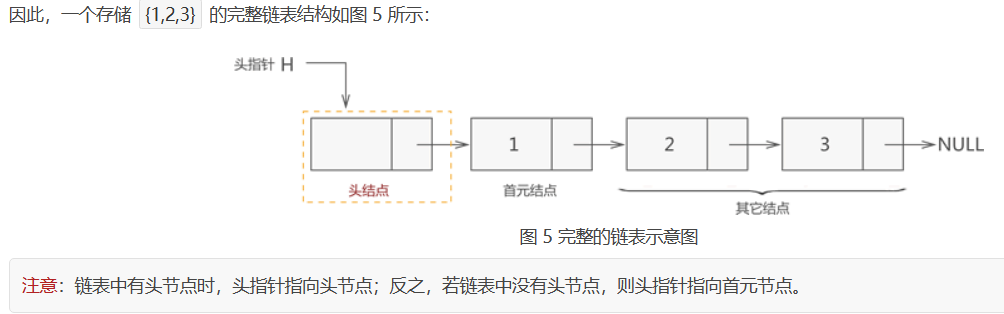 因此，一个存储 {1,2,3} 的完整链表结构如图 5 所示：
头指针 H
1
2
3
NULL
头结点
首元结点
其它结点
图 5 完整的链表示意图
注意：链表中有头节点时，头指针指向头节点；反之，若链表中没有头节点，则头指针指向首元节点。